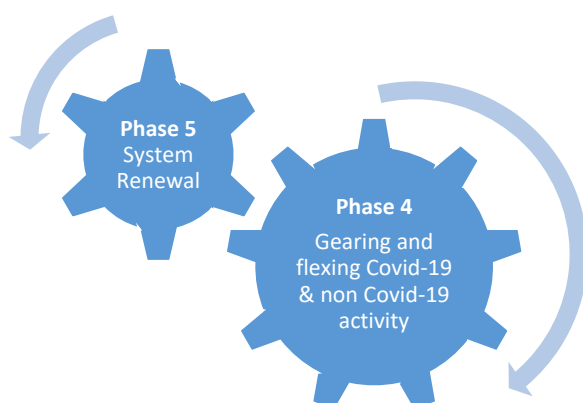 Phase 5
System
Renewal
Phase 4
Gearing and
flexing Covid-19
& non Covid-19
activity